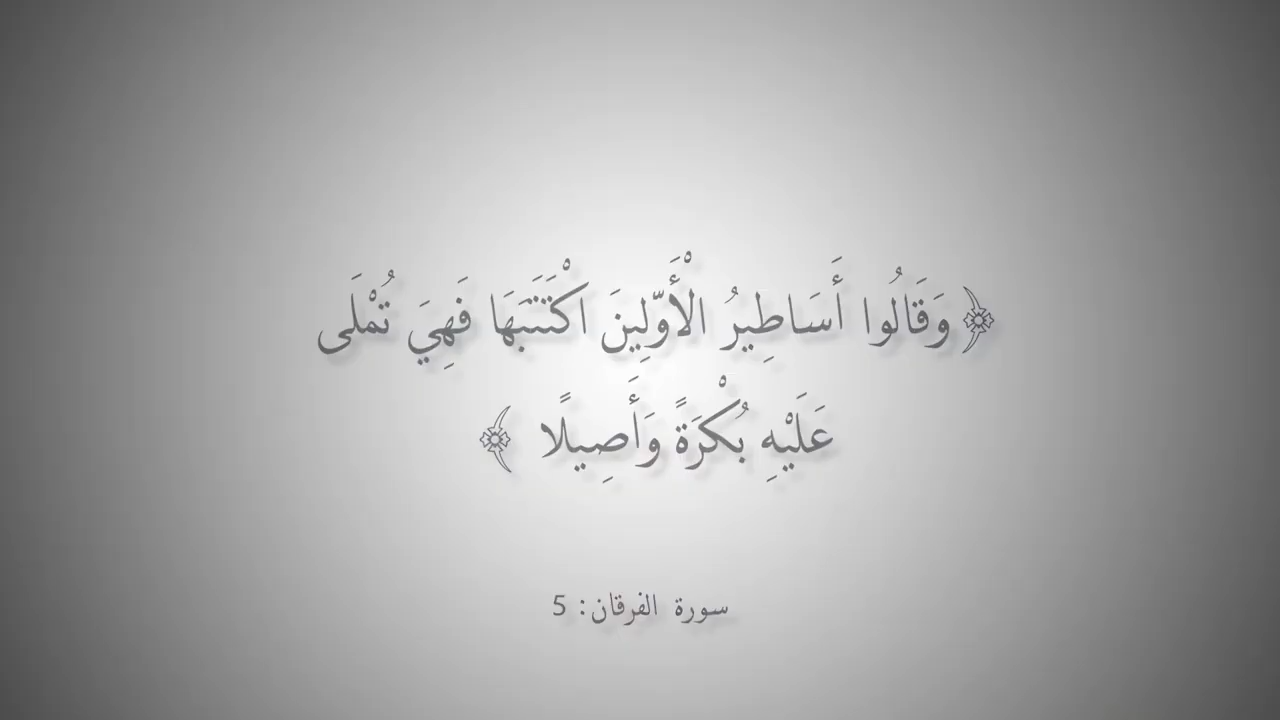 ﴿وَقَالُوا أَسَاطِيرُ الْأَوَّلِينَ اكْتَتَبَهَا فَهِيَ تُمْلَى
عَلَيْهِ بُكْرَةً وَأَصِيلًا ﴾
سورة الفرقان: 5